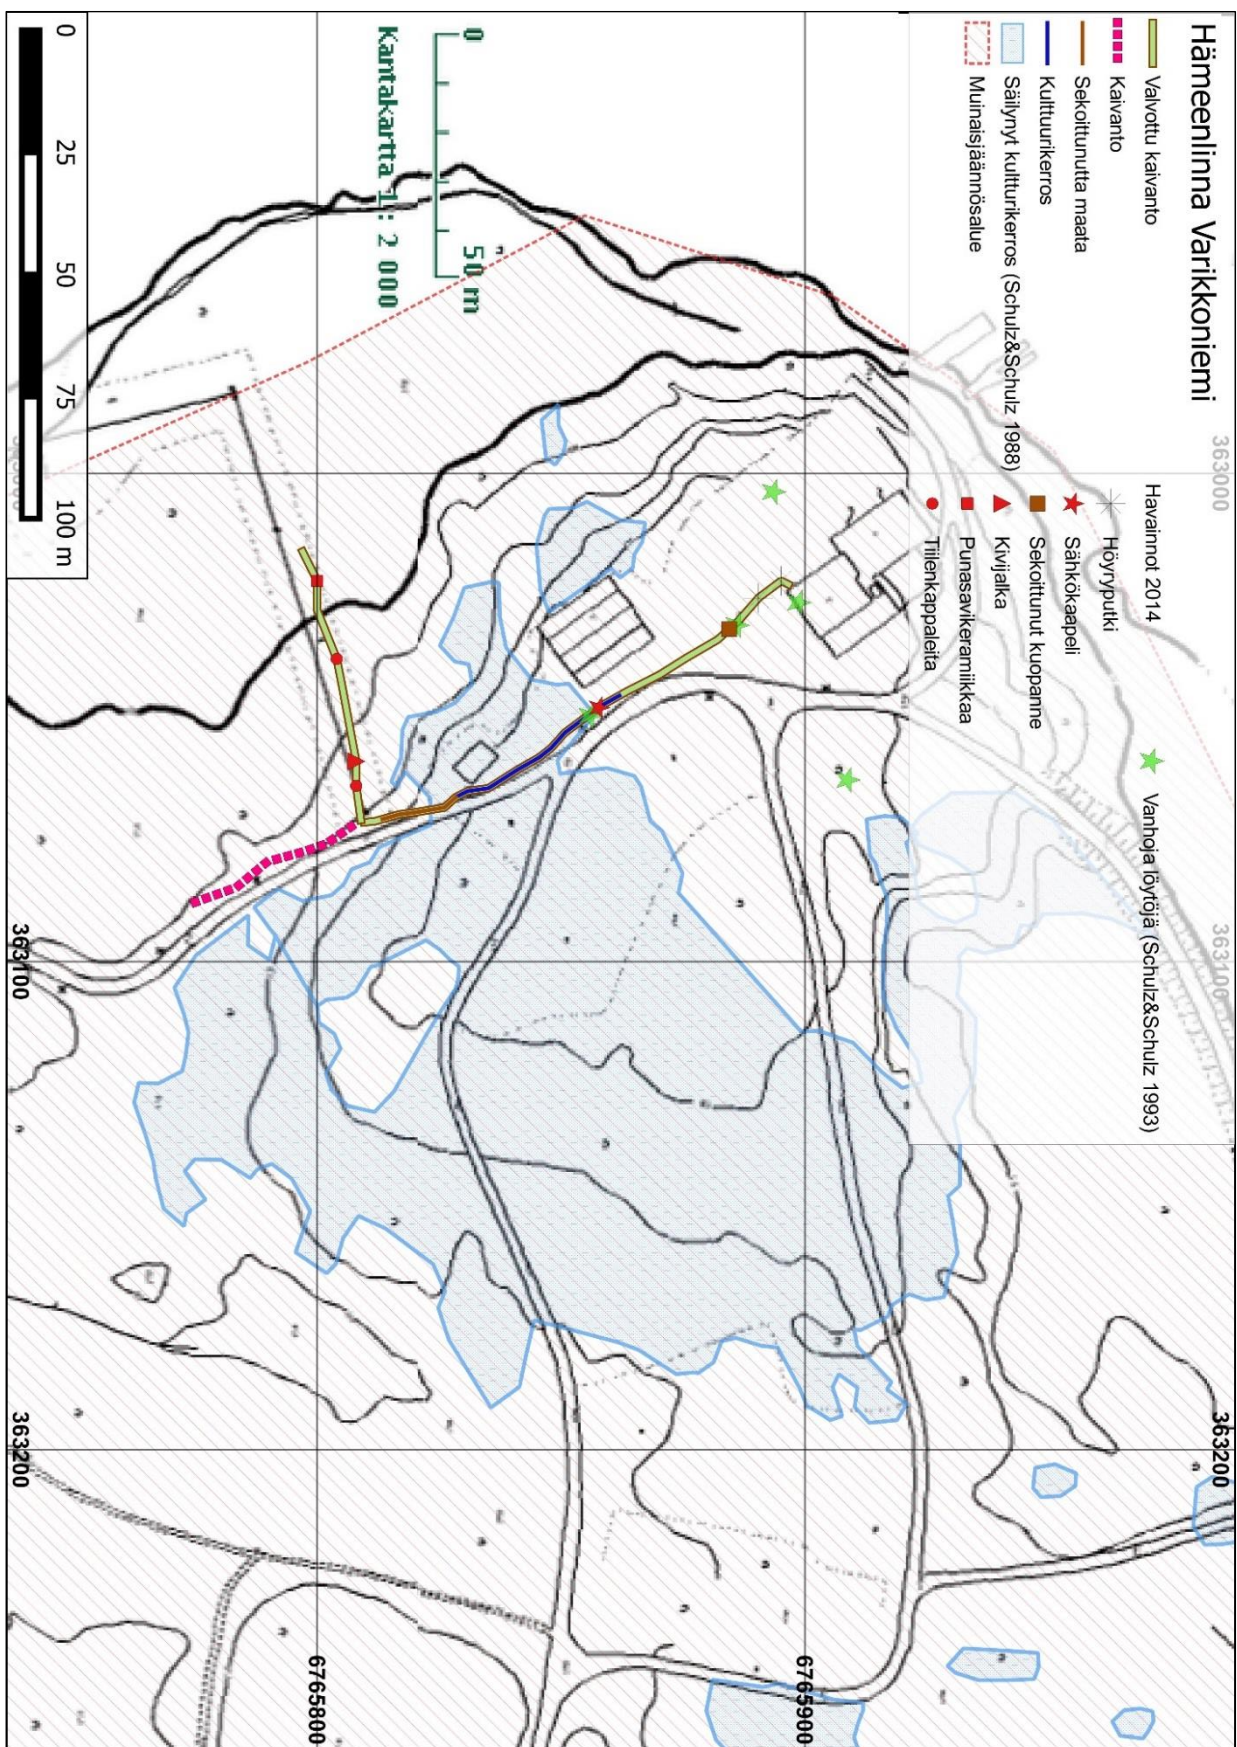 Hämeenlinna Varikkoniemi
Valvottu kaivanto
Kaivanto
Sekoittunutta maata
Kulttuurikerros
Säilynyt kulttuurikerros (Schulz&Schulz 1988)
Muinaisjäännösalue
Havainnot 2014
Höyryputki
Sähkökaapeli
Sekoittunut kuopanne
Kivijalka
Punasavikeramiikkaa
Tiilenkappaleita
Vanhoja löytöjä (Schulz&Schulz 1993)
0 50 m
Kantakartta 1: 2 000
0 25 50 75 100 m
363000
363100
363200
363100
363200
6765900
6765800